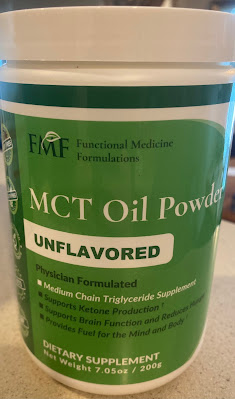 FMF Functional Medicine
Formulations
MCT Oil Powder
UNFLAVORED
Physician Formulated
Medium Chain Triglyceride Supplement
Supports Ketone Production
Supports Brain Function and Reduces
Provides Fuel for the Mind and Body
DIETARY SUPPLEMENT
Net Weight 7.05oz / 200g